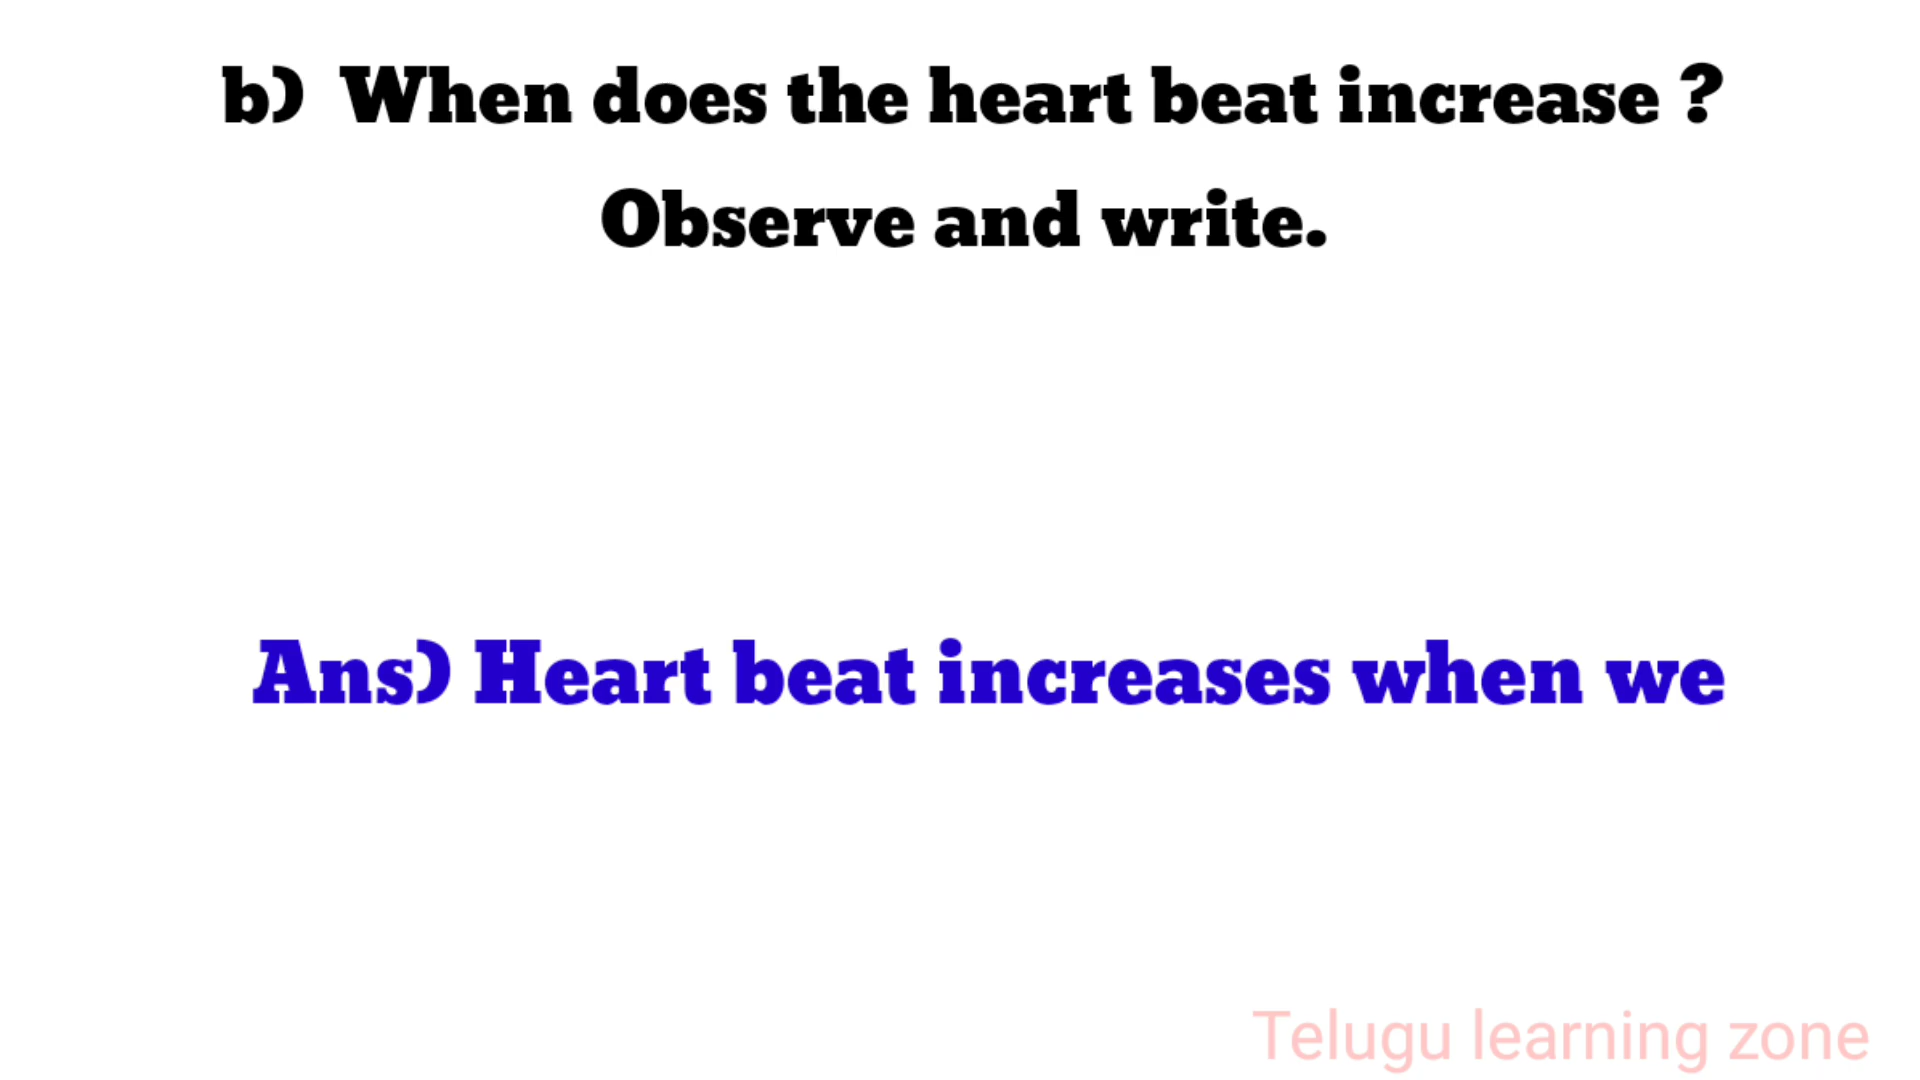 b) When does the heart beat increase ?
Observe and write.
Ans) Heart beat increases when we
Telugu learning zone